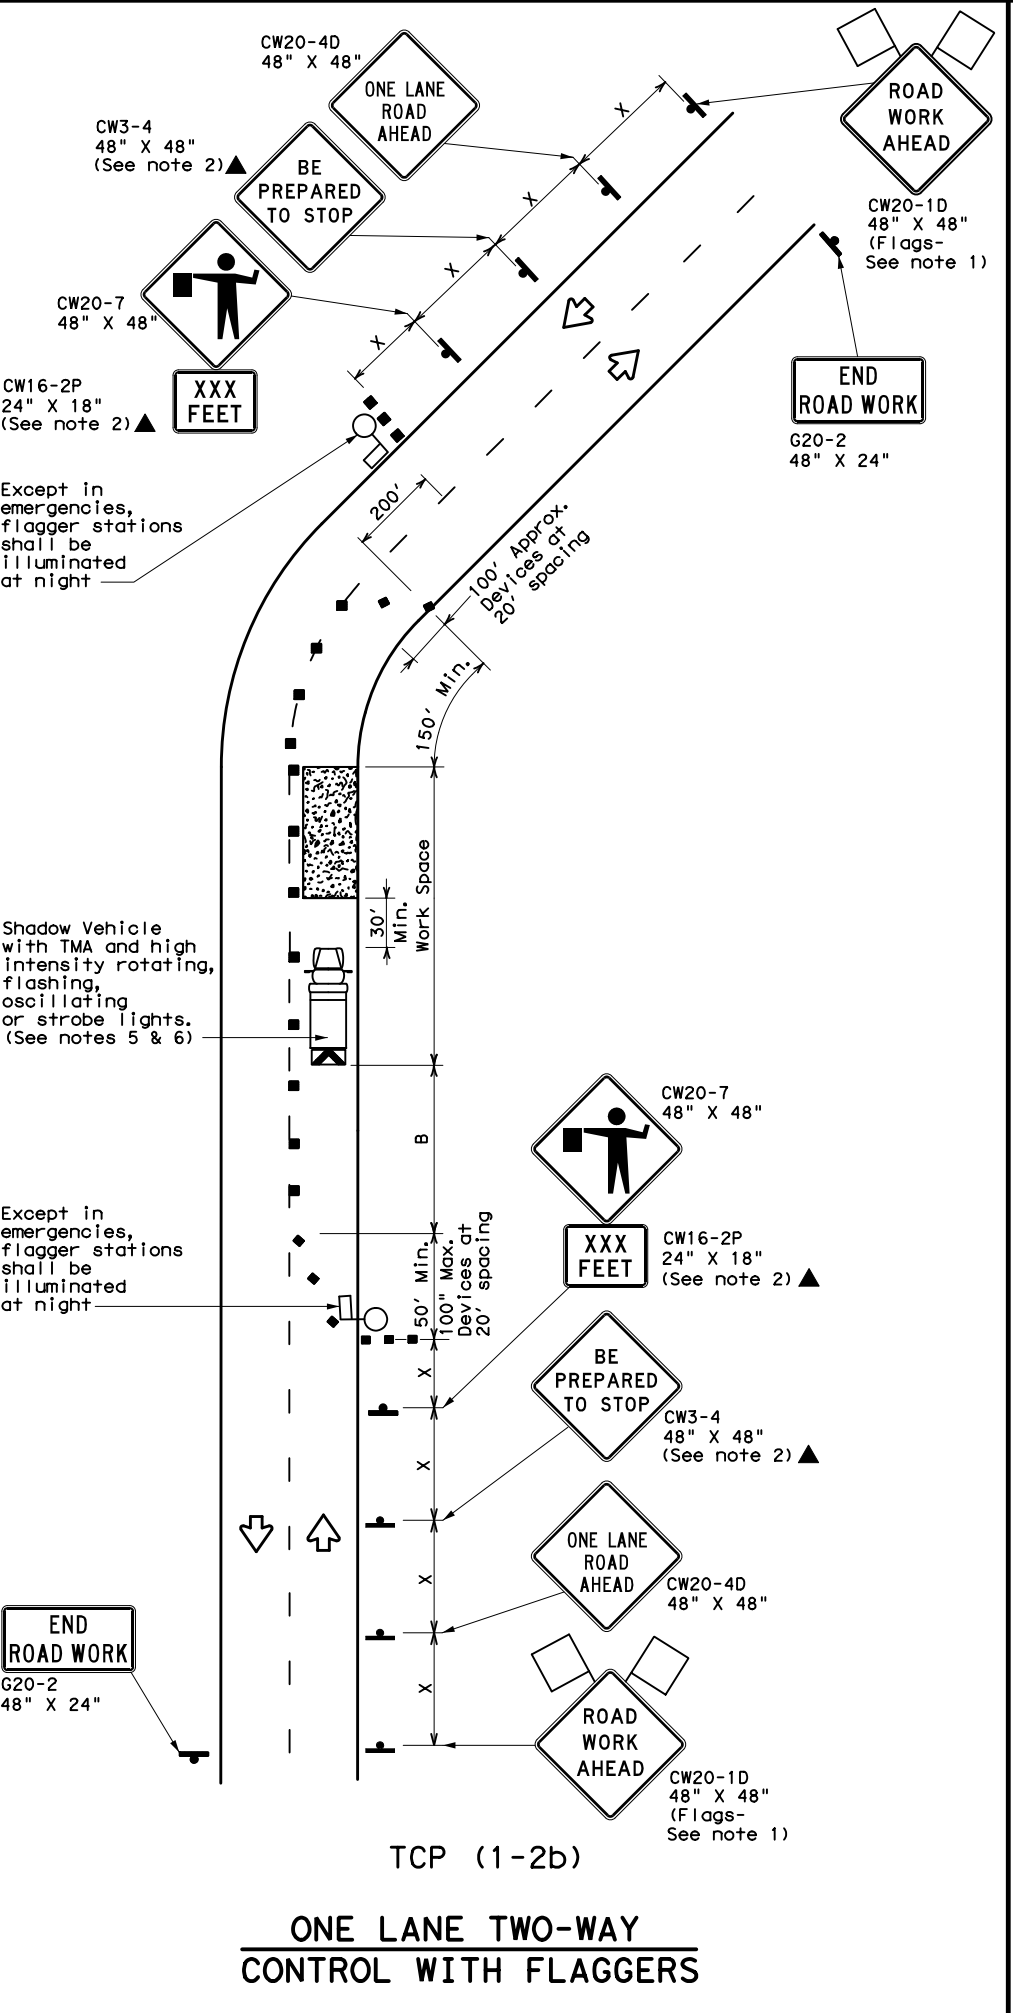 CW20-4D
48" X 48"
ONE LANE
ROAD
AHEAD
X
ROAD
WORK
AHEAD
CW20-1D
48" X 48"
(Flags-
See note 1)
CW3-4
48" X 48"
(See note 2)
BE
PREPARED
TO STOP
X
X
CW20-7
48" X 48"
X
CW16-2P
24" X 18"
(See note 2)
XXX
FEET
END
ROAD WORK
G20-2
48" X 24"
Except in
emergencies,
flagger stations
shall be
illuminated
at night
200'
100' Approx.
Devices at
20' spacing
150' Min.
Work Space
30'
Min.
Shadow Vehicle
with TMA and high
intensity rotating,
flashing,
oscillating
or strobe lights.
(See notes 5 & 6)
B
CW20-7
48" X 48"
XXX
FEET
CW16-2P
24" X 18"
(See note 2)
Except in
emergencies,
flagger stations
shall be
illuminated
at night
50' Min.
100" Max.
Devices at
20' spacing
X
BE
PREPARED
TO STOP
CW3-4
48" X 48"
(See note 2)
X
ONE LANE
ROAD
AHEAD
CW20-4D
48" X 48"
X
END
ROAD WORK
G20-2
48" X 24"
X
ROAD
WORK
AHEAD
CW20-1D
48" X 48"
(Flags-
See note 1)
TCP (1-2b)
ONE LANE TWO-WAY
CONTROL WITH FLAGGERS